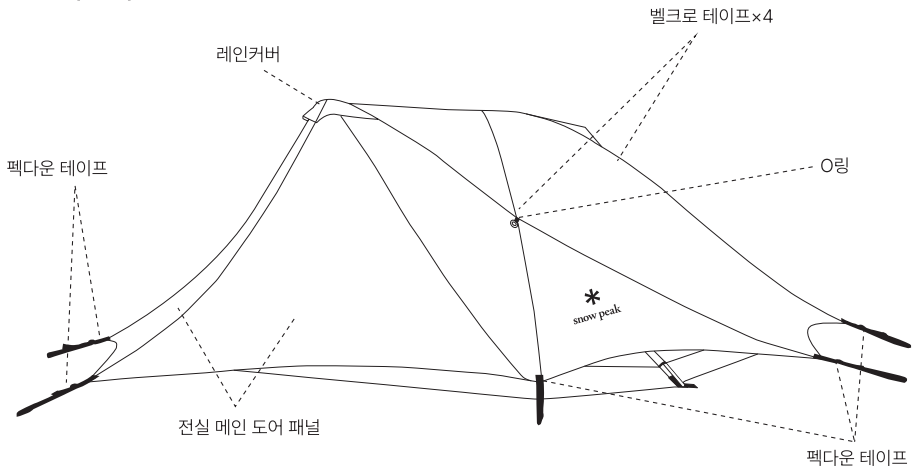 벨크로 테이프×4
레인커버
펙다운 테이프
O링
snow peak
전실 메인 도어 패널
펙다운 테이프